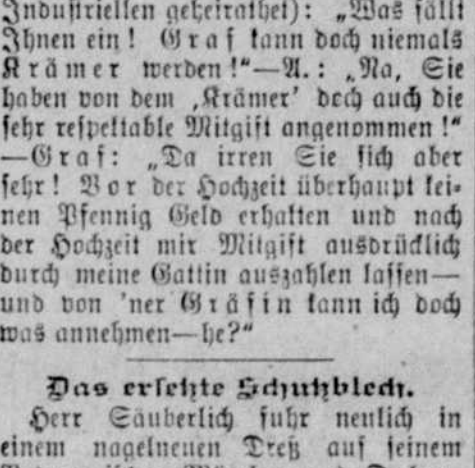 Industriellen geheirathet): „Was fällt
Ihnen ein! Graf kann doch niemals
Krämer werden!“—A.: „Na, Sie
haben von dem ‚Krämer’ doch auch die
sehr respektable Mitgift angenommen!“
—Graf: „Da irren Sie sich aber
sehr! Vor der Hochzeit überhaupt kei-
nen Pfennig Geld erhalten und nach
der Hochzeit mir Mitgift ausdrücklich
durch meine Gattin auszahlen lassen—
und von 'ner Gräfin kann ich doch
was annehmen—he?“
Das ersetzte Schutzblech.
Herr Säuberlich fuhr neulich in
einem nagelneuen Dreß auf seinem